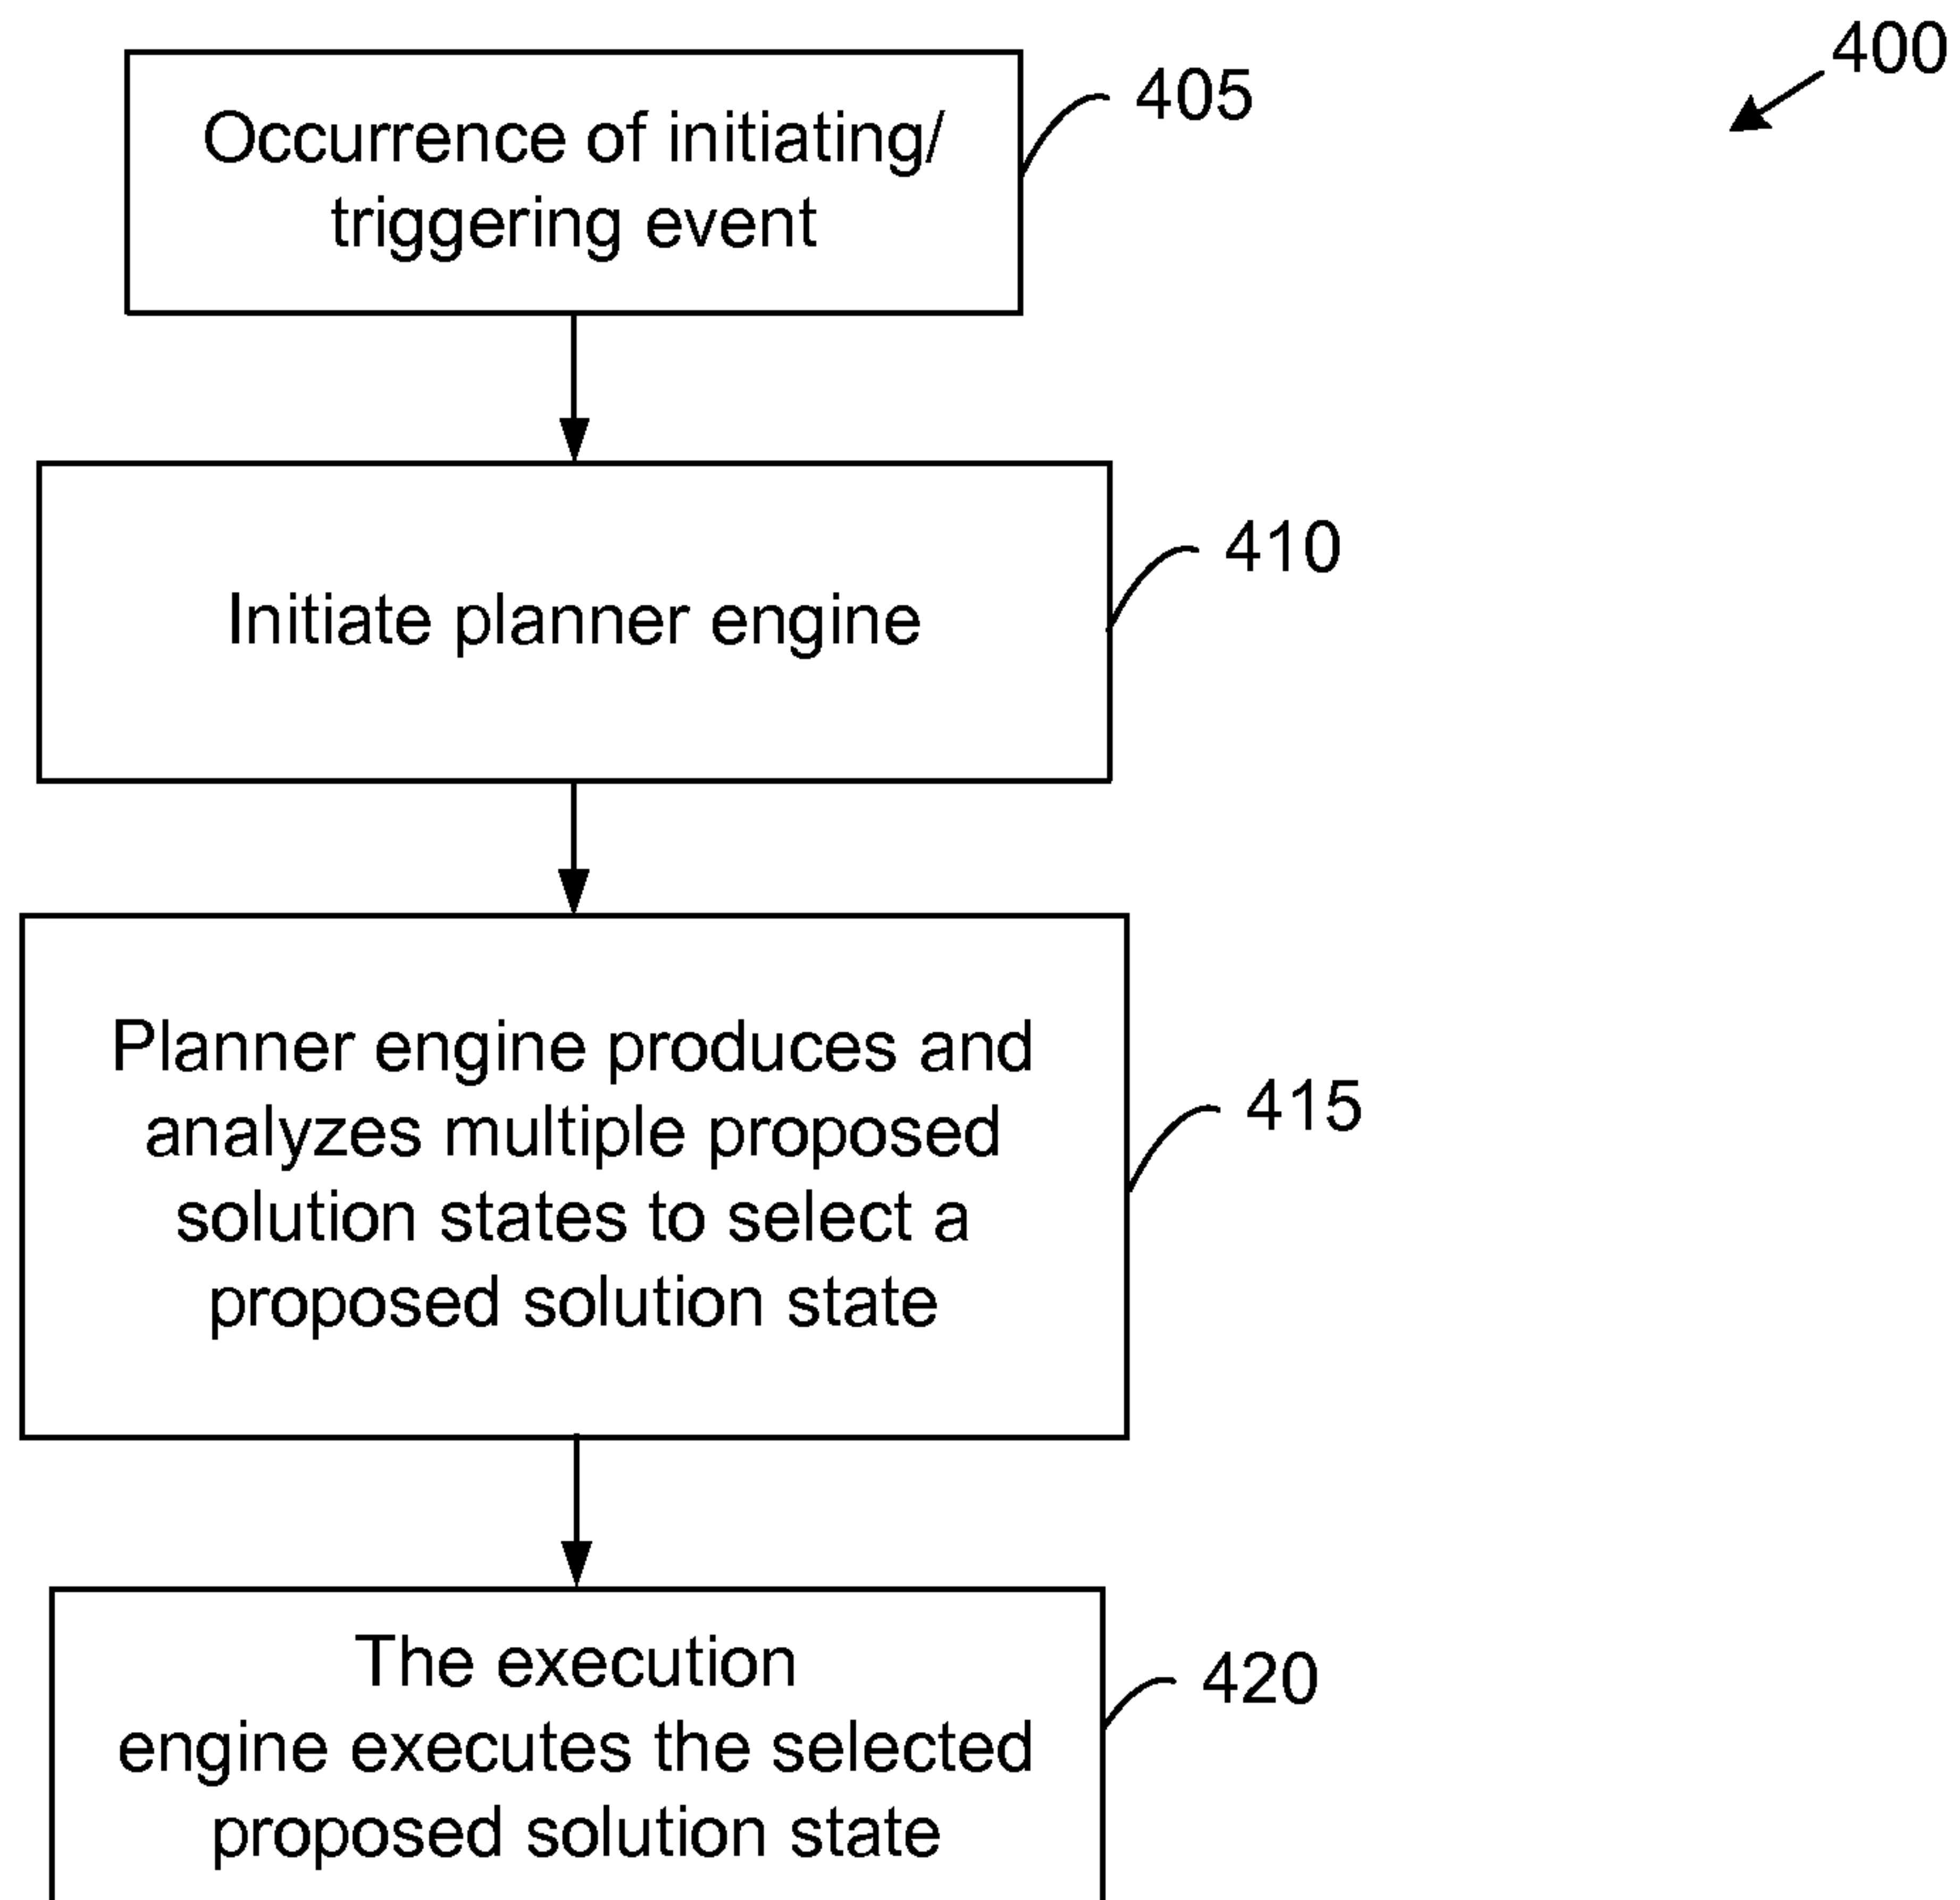 400
Occurrence of initiating/
triggering event
405
Initiate planner engine
410
Planner engine produces and
analyzes multiple proposed
solution states to select a
proposed solution state
415
The execution
engine executes the selected
proposed solution state
420